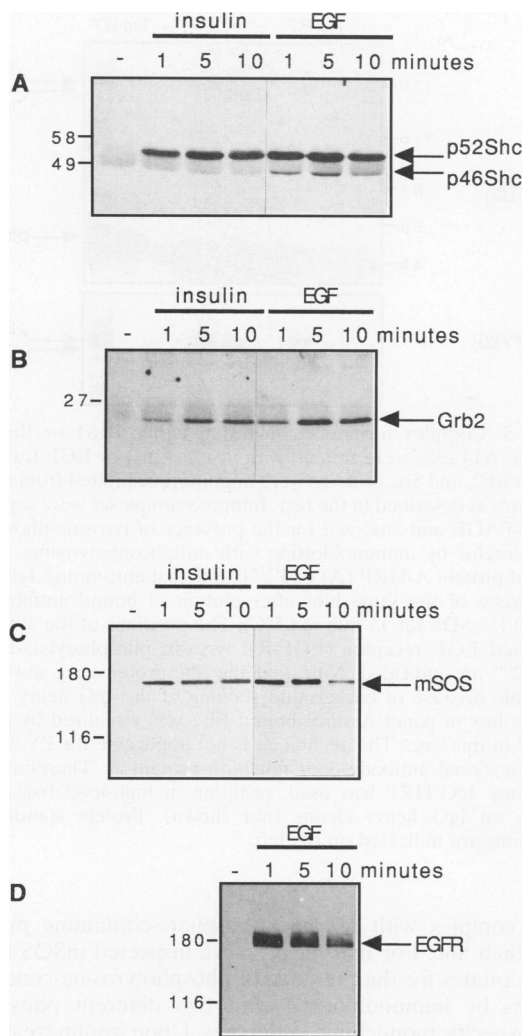 insulin EGF
- 1 5 10 1 5 10 minutes
A
58
49
p52Shc
p46Shc
insulin EGF
- 1 5 10 1 5 10 minutes
B
27
Grb2
insulin EGF
- 1 5 10 1 5 10 minutes
C
180
116
mSOS
EGF
- 1 5 10 minutes
D
180
116
EGFR